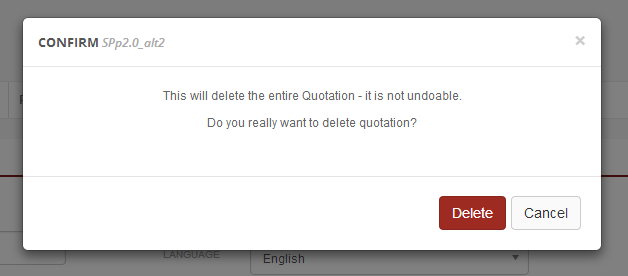 CONFIRM SPp2.0_alt2 ×
This will delete the entire Quotation - it is not undoable.
Do you really want to delete quotation?
Delete Cancel
LANGUAGE English